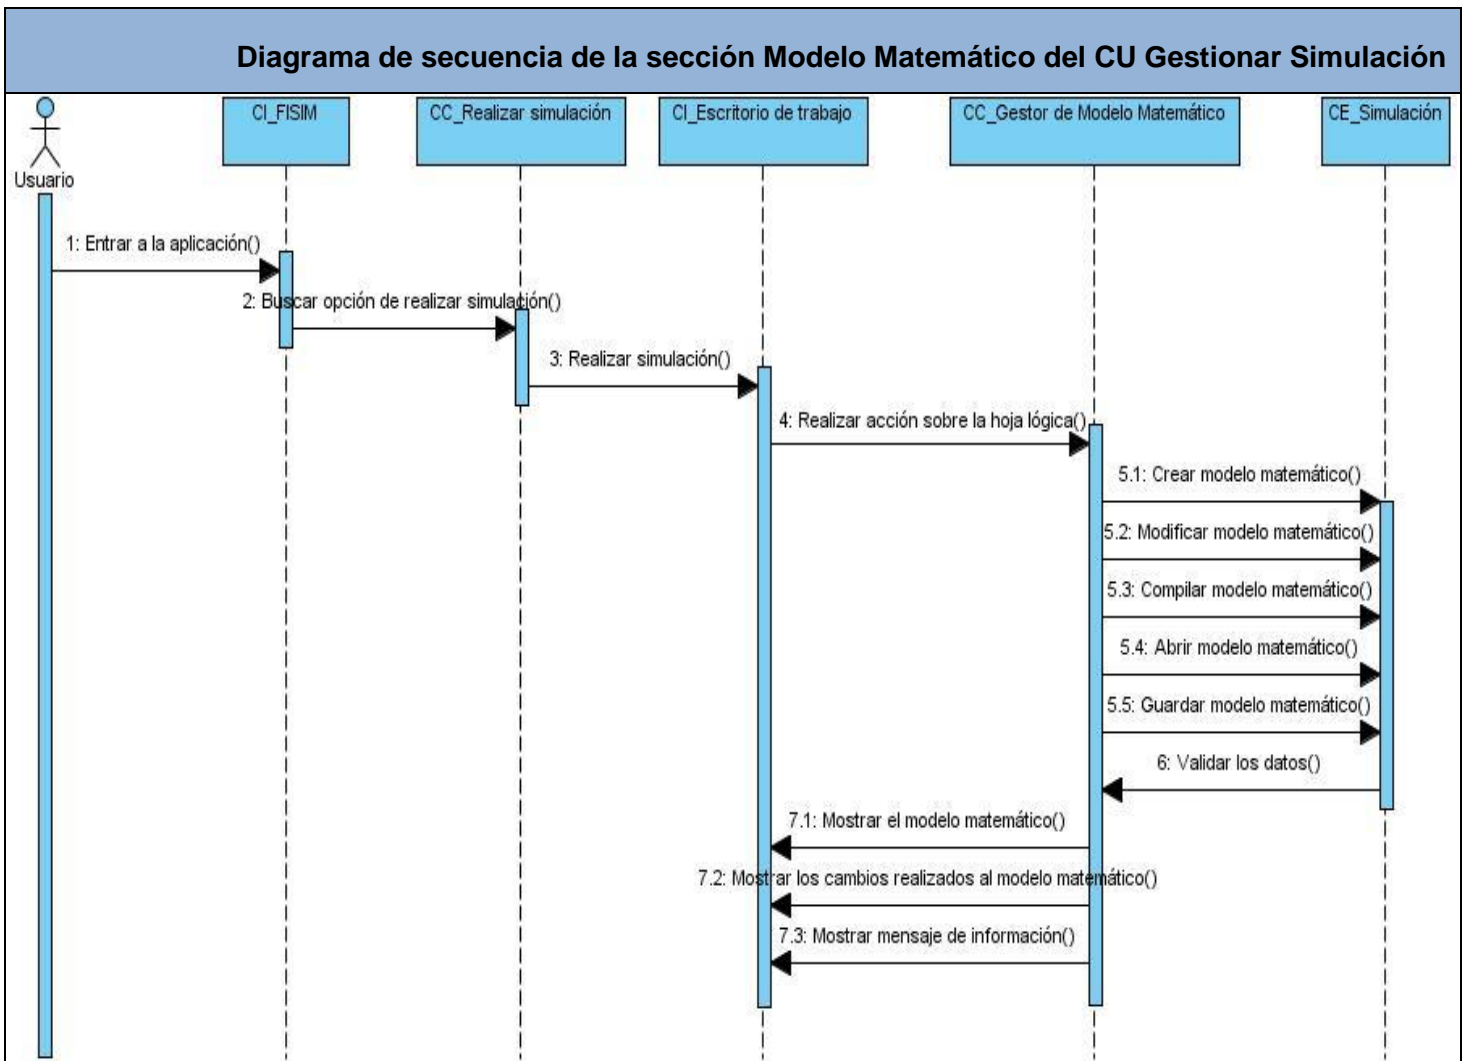 Diagrama de secuencia de la sección Modelo Matemático del CU Gestionar Simulación
CI_FISIM
CC_Realizar simulación
CI_Escritorio de trabajo
CC_Gestor de Modelo Matemático
CE_Simulación
Usuario
1: Entrar a la aplicación()
2: Buscar opción de realizar simulación()
3: Realizar simulación()
4: Realizar acción sobre la hoja lógica()
5.1: Crear modelo matemático()
5.2: Modificar modelo matemático()
5.3: Compilar modelo matemático()
5.4: Abrir modelo matemático()
5.5: Guardar modelo matemático()
6: Validar los datos()
7.1: Mostrar el modelo matemático()
7.2: Mostrar los cambios realizados al modelo matemático()
7.3: Mostrar mensaje de información()